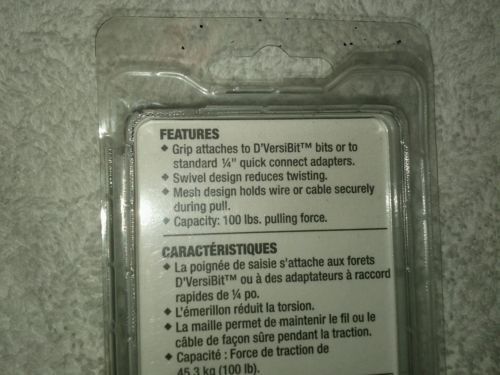 FEATURES
◆ Grip attaches to D'VersiBit™ bits or to
standard ¼" quick connect adapters.
◆ Swivel design reduces twisting.
◆ Mesh design holds wire or cable securely
during pull.
◆ Capacity: 100 lbs. pulling force.
CARACTÉRISTIQUES
◆ La poignée de saisie s'attache aux forets
D'VersiBit™ ou à des adaptateurs à raccord
rapides de ¼ po.
◆ L'émerillon réduit la torsion.
◆ La maille permet de maintenir le fil ou le
câble de façon sûre pendant la traction.
◆ Capacité : Force de traction de
45,3 kg (100 lb).